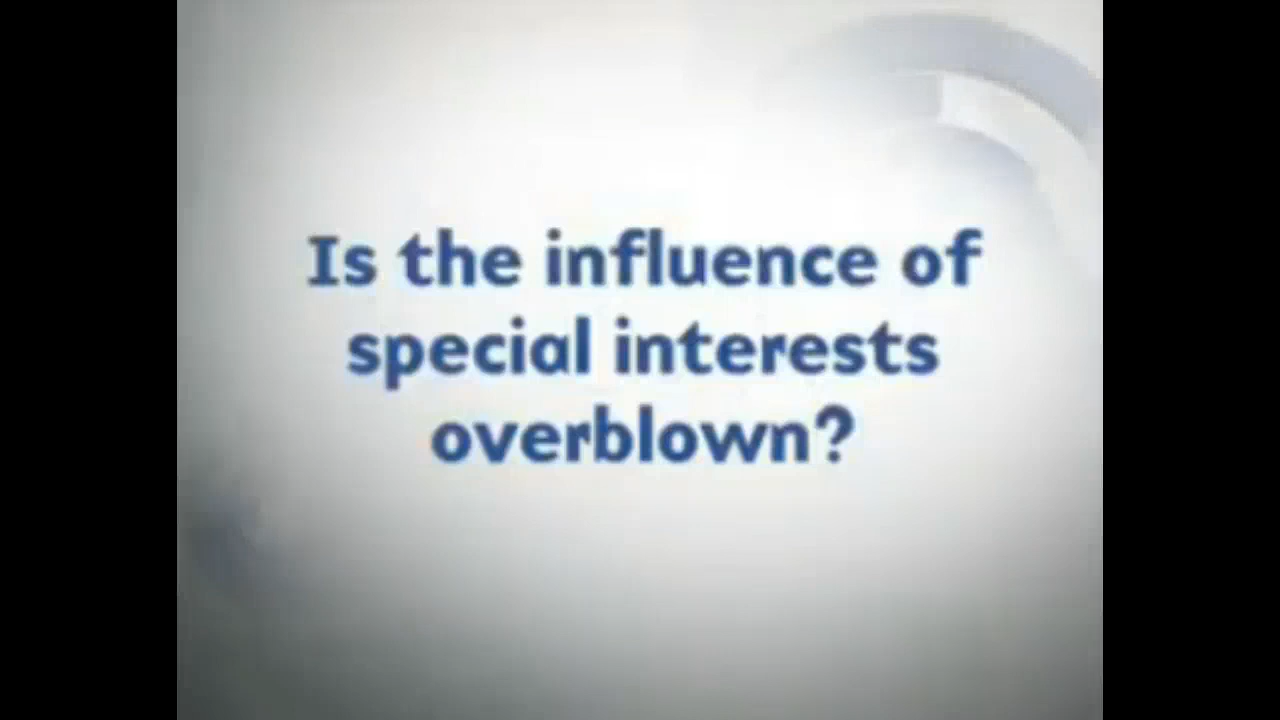 Is the influence of
special interests
overblown?